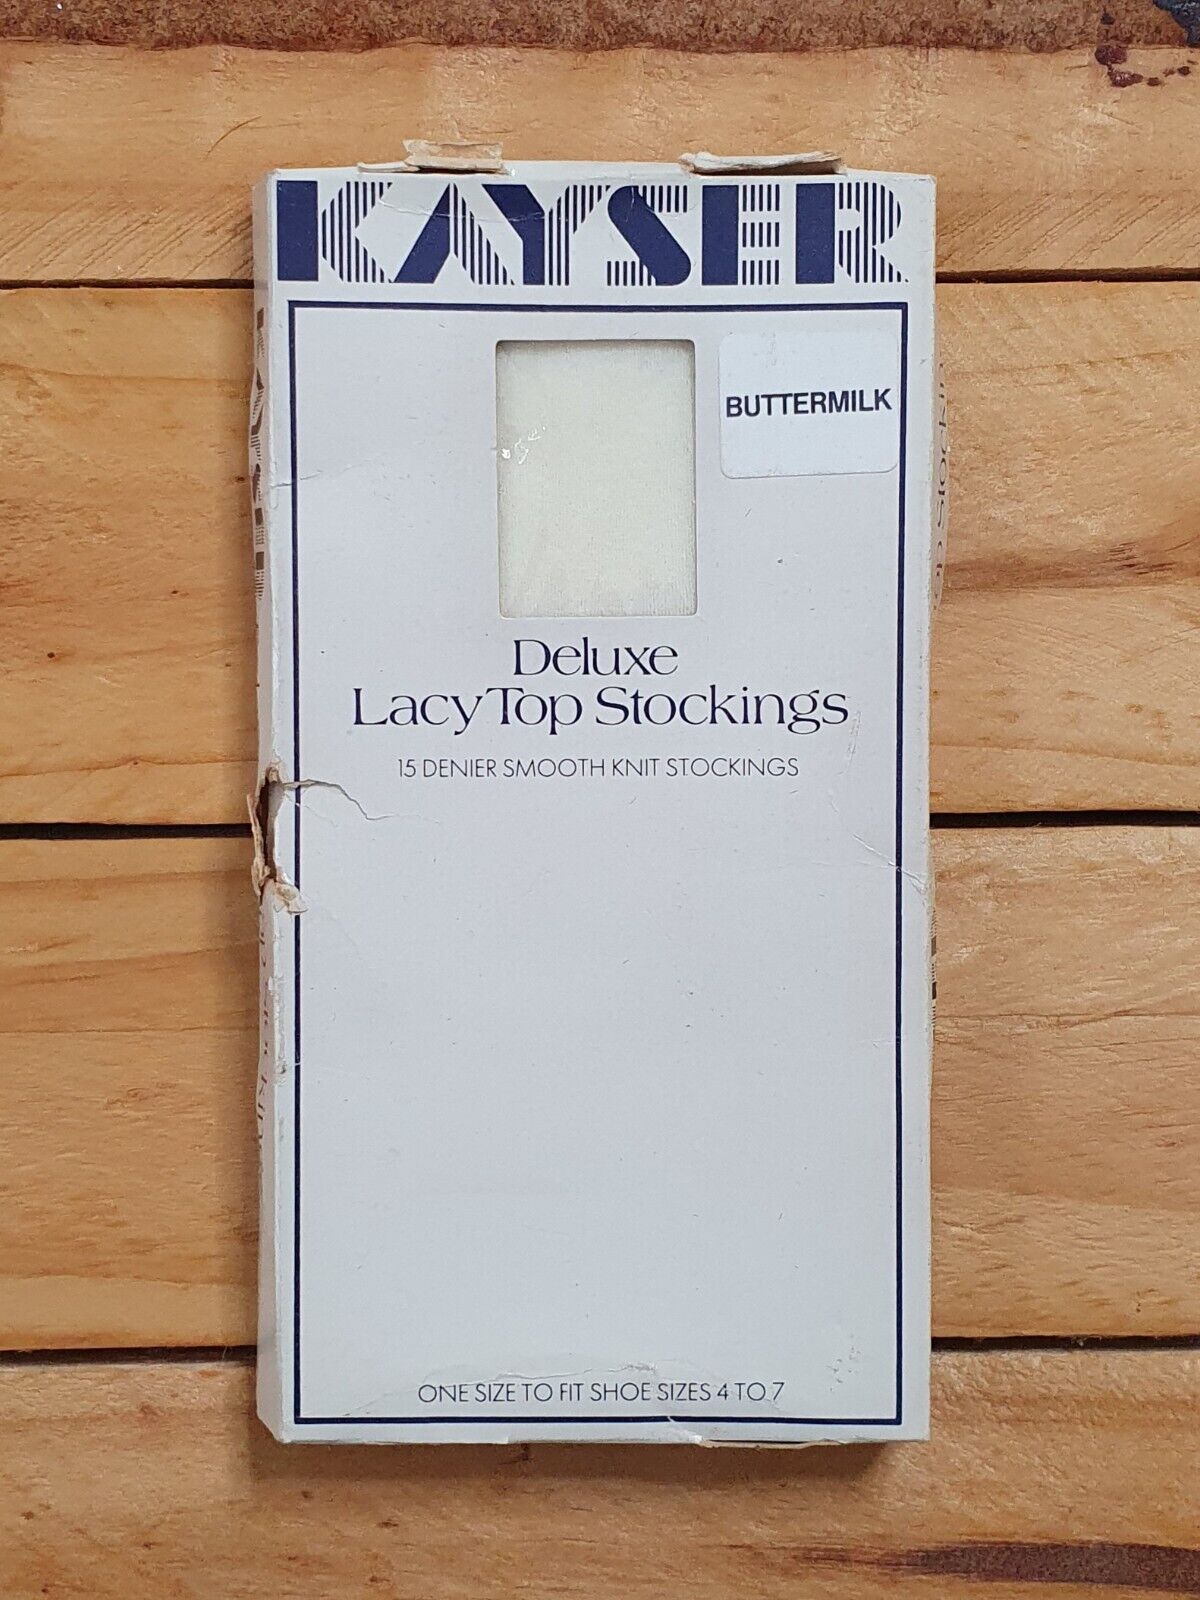 KAYSER
BUTTERMILK
Deluxe
Lacy Top Stockings
15 DENIER SMOOTH KNIT STOCKINGS
ONE SIZE TO FIT SHOE SIZES 4 TO 7